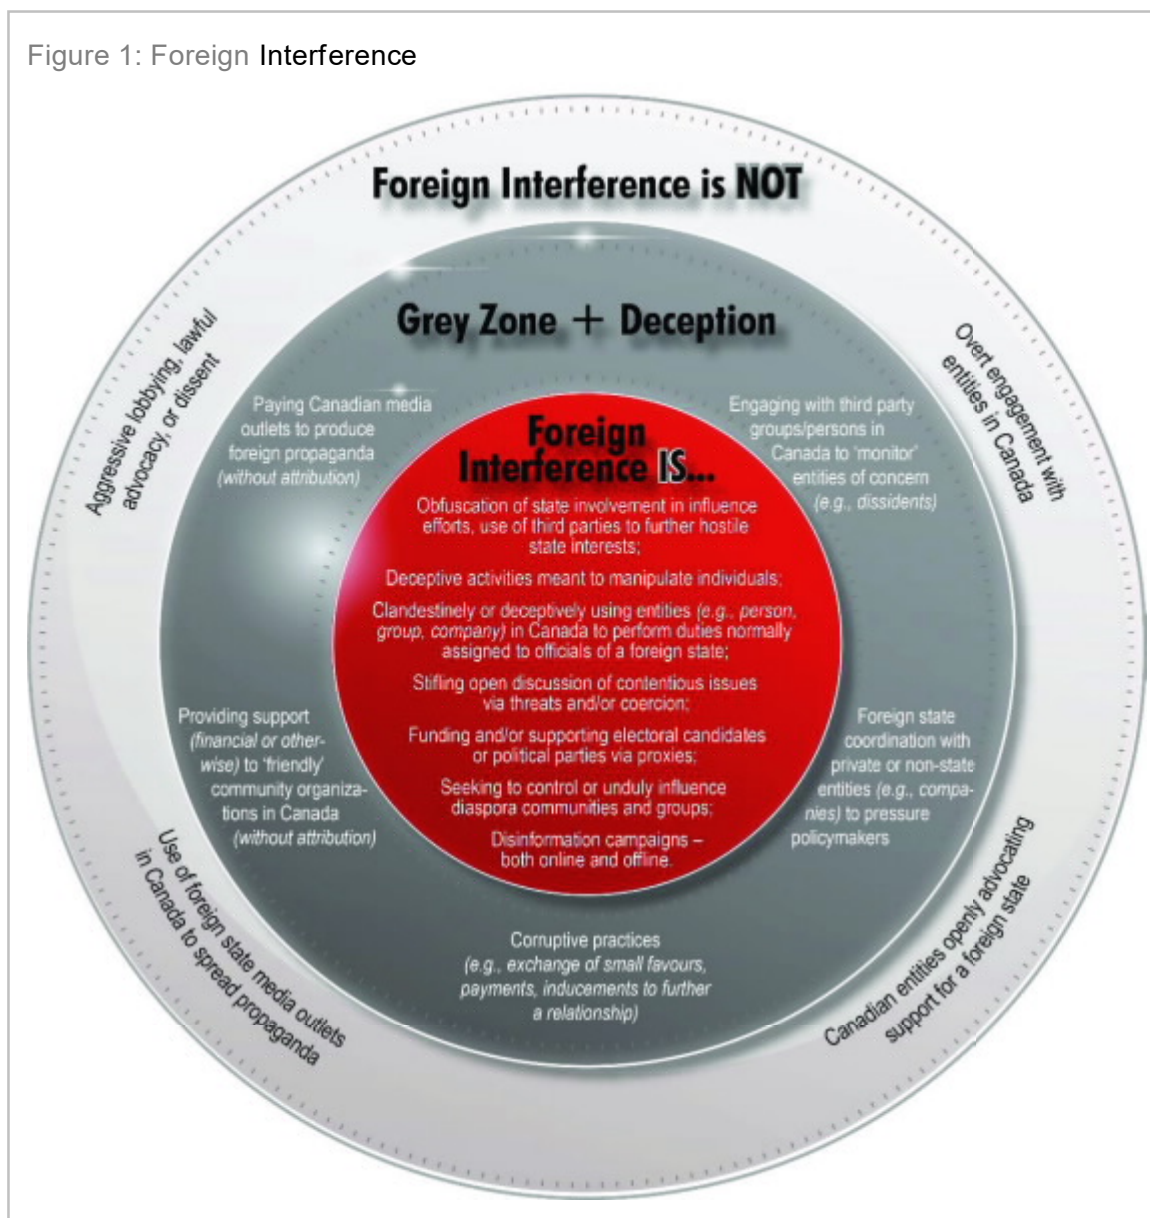 Figure 1: Foreign Interference
Foreign Interference is NOT
Aggressive lobbying, lawful
advocacy, or dissent
Overt engagement with
entities in Canada
Use of foreign state media outlets
in Canada to spread propaganda
Canadian entities openly advocating
support for a foreign state
Grey Zone + Deception
Paying Canadian media
outlets to produce
foreign propaganda
(without attribution)
Engaging with third party
groups/persons in
Canada to 'monitor'
entities of concern
(e.g., dissidents)
Providing support
(financial or other-
wise) to 'friendly'
community organiza-
tions in Canada
(without attribution)
Foreign state
coordination with
private or non-state
entities (e.g., compa-
nies) to pressure
policymakers
Corruptive practices
(e.g., exchange of small favours,
payments, inducements to further
a relationship)
Foreign
Interference IS...
Obfuscation of state involvement in influence
efforts, use of third parties to further hostile
state interests;
Deceptive activities meant to manipulate individuals;
Clandestinely or deceptively using entities (e.g., person,
group, company) in Canada to perform duties normally
assigned to officials of a foreign state;
Stifling open discussion of contentious issues
via threats and/or coercion;
Funding and/or supporting electoral candidates
or political parties via proxies;
Seeking to control or unduly influence
diaspora communities and groups;
Disinformation campaigns –
both online and offline.